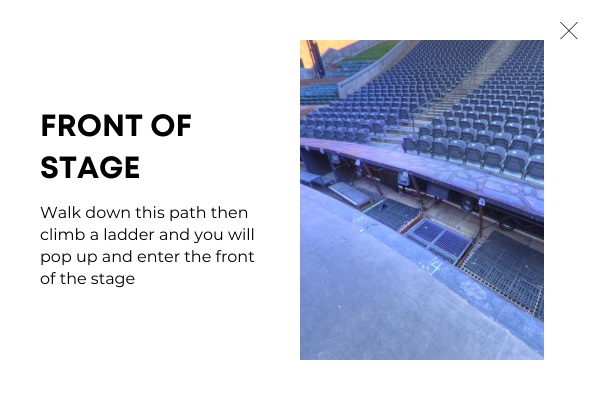 FRONT OF
STAGE
Walk down this path then
climb a ladder and you will
pop up and enter the front
of the stage